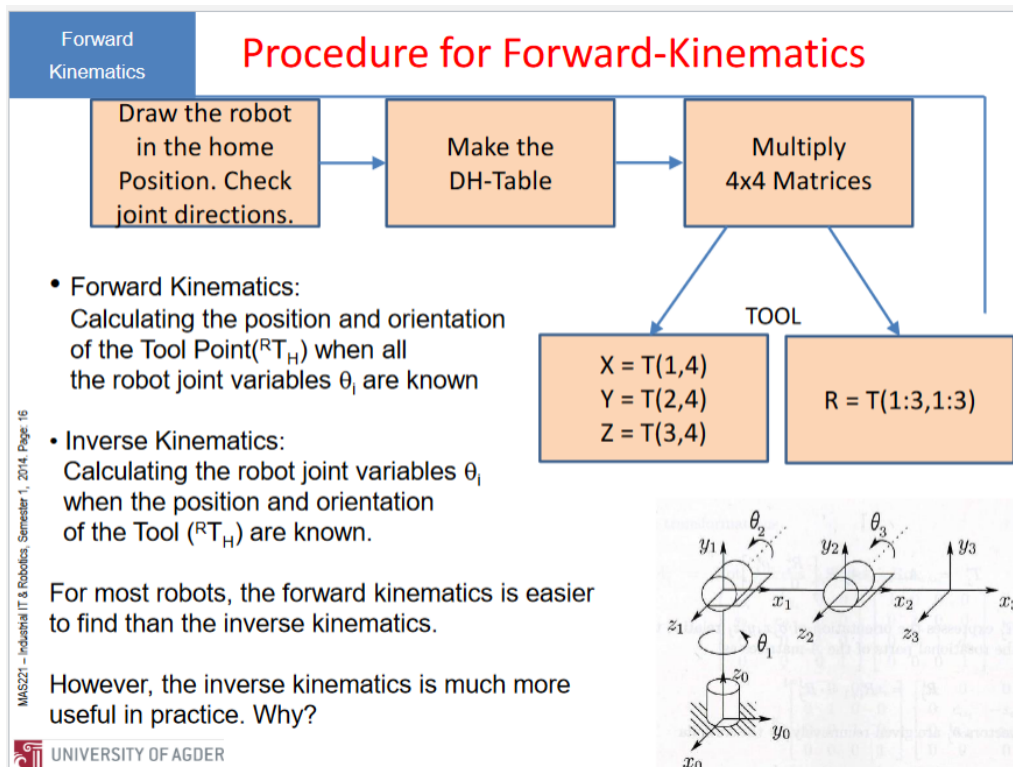 Forward
Kinematics
Procedure for Forward-Kinematics
Draw the robot
in the home
Position. Check
joint directions.
Make the
DH-Table
Multiply
4x4 Matrices
• Forward Kinematics:
Calculating the position and orientation
of the Tool Point(ᴿT_H) when all
the robot joint variables θᵢ are known
TOOL
X = T(1,4)
Y = T(2,4)
Z = T(3,4)
R = T(1:3,1:3)
• Inverse Kinematics:
Calculating the robot joint variables θᵢ
when the position and orientation
of the Tool (ᴿT_H) are known.
For most robots, the forward kinematics is easier
to find than the inverse kinematics.
However, the inverse kinematics is much more
useful in practice. Why?
MAS221 – Industrial IT & Robotics, Semester 1, 2014. Page: 16
UNIVERSITY OF AGDER
θ₂ θ₃
y₁ y₂ y₃
x₁ x₂
z₁ z₂ z₃
θ₁
z₀
y₀
x₀